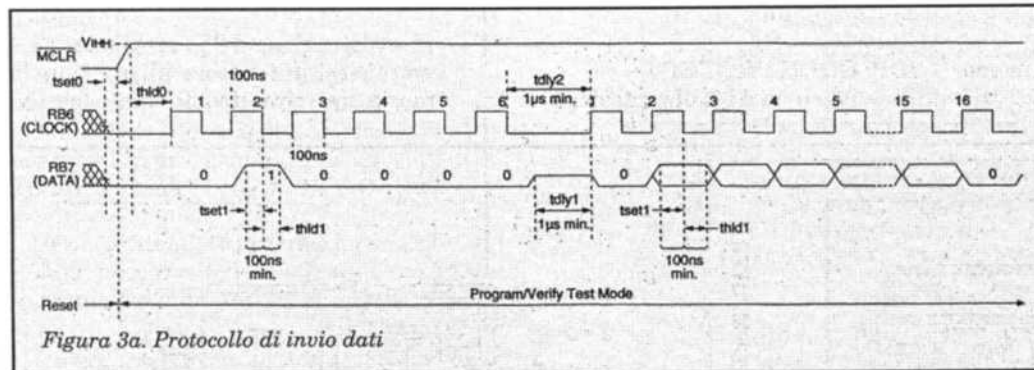 VIHH
MCLR
tset0
thld0
100ns
tdly2
1µs min.
2 3 4 5 6 1 2 3 4 5 15 16
RB6
(CLOCK)
100ns
RB7
(DATA)
0 1 0 0 0 0 0 0
tset1
thld1
tdly1
1µs min.
tset1
thld1
100ns
min.
100ns
min.
Reset
Program/Verify Test Mode
Figura 3a. Protocollo di invio dati